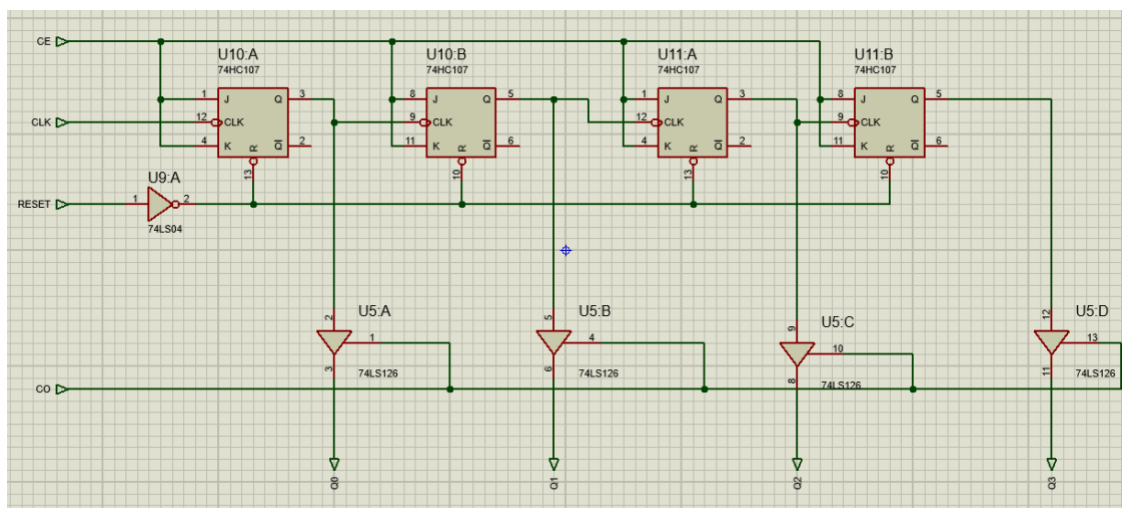 CE
U10:A
74HC107
U10:B
74HC107
U11:A
74HC107
U11:B
74HC107
1 J Q 3
8 J Q 5
1 J Q 3
8 J Q 5
CLK
12 CLK
9 CLK
12 CLK
9 CLK
4 K R Q 2
11 K R Q 6
4 K R Q 2
11 K R Q 6
13
10
13
10
U9:A
RESET
1 2
74LS04
U5:A
2
1
3
74LS126
U5:B
5
4
6
74LS126
U5:C
9
10
8
74LS126
U5:D
12
13
11
74LS126
CO
Q0
Q1
Q2
Q3